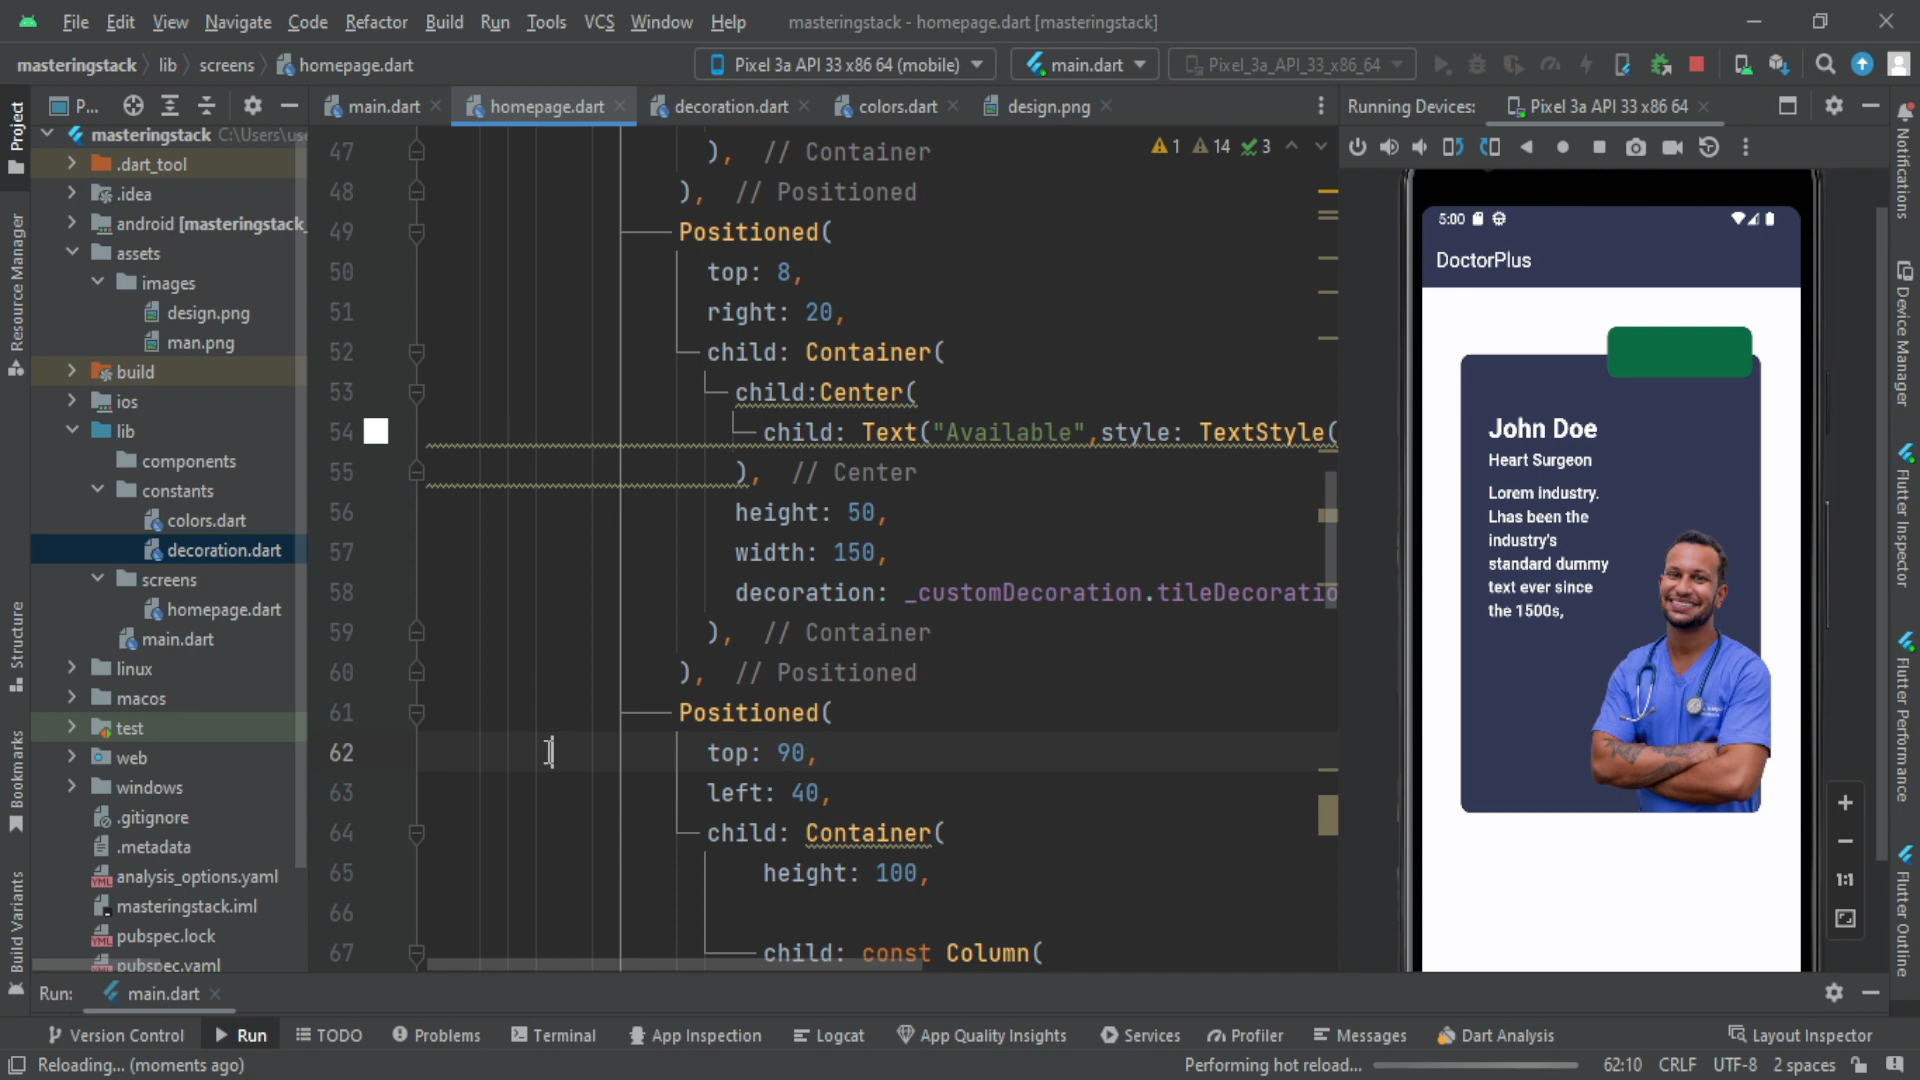 File Edit View Navigate Code Refactor Build Run Tools VCS Window Help masteringstack - homepage.dart [masteringstack]
masteringstack lib screens homepage.dart Pixel 3a API 33 x86 64 (mobile) main.dart Pixel_3a_API_33_x86_64
P... main.dart homepage.dart decoration.dart colors.dart design.png Running Devices: Pixel 3a API 33 x86 64
Project
Resource Manager
Structure
Bookmarks
Build Variants
masteringstack C:\Users\use
.dart_tool
.idea
android [masteringstack_
assets
images
design.png
man.png
build
ios
lib
components
constants
colors.dart
decoration.dart
screens
homepage.dart
main.dart
linux
macos
test
web
windows
.gitignore
.metadata
analysis_options.yaml
masteringstack.iml
pubspec.lock
pubspec.yaml
1 14 3
47 ), // Container
48 ), // Positioned
49 Positioned(
50 top: 8,
51 right: 20,
52 child: Container(
53 child:Center(
54 child: Text("Available",style: TextStyle(
55 ), // Center
56 height: 50,
57 width: 150,
58 decoration: _customDecoration.tileDecoratio
59 ), // Container
60 ), // Positioned
61 Positioned(
62 top: 90,
63 left: 40,
64 child: Container(
65 height: 100,
66
67 child: const Column(
5:00
DoctorPlus
John Doe
Heart Surgeon
Lorem industry.
Lhas been the
industry's
standard dummy
text ever since
the 1500s,
1:1
Notifications
Device Manager
Flutter Inspector
Flutter Performance
Flutter Outline
Run: main.dart
Version Control Run TODO Problems Terminal App Inspection Logcat App Quality Insights Services Profiler Messages Dart Analysis Layout Inspector
Reloading... (moments ago) Performing hot reload... 62:10 CRLF UTF-8 2 spaces